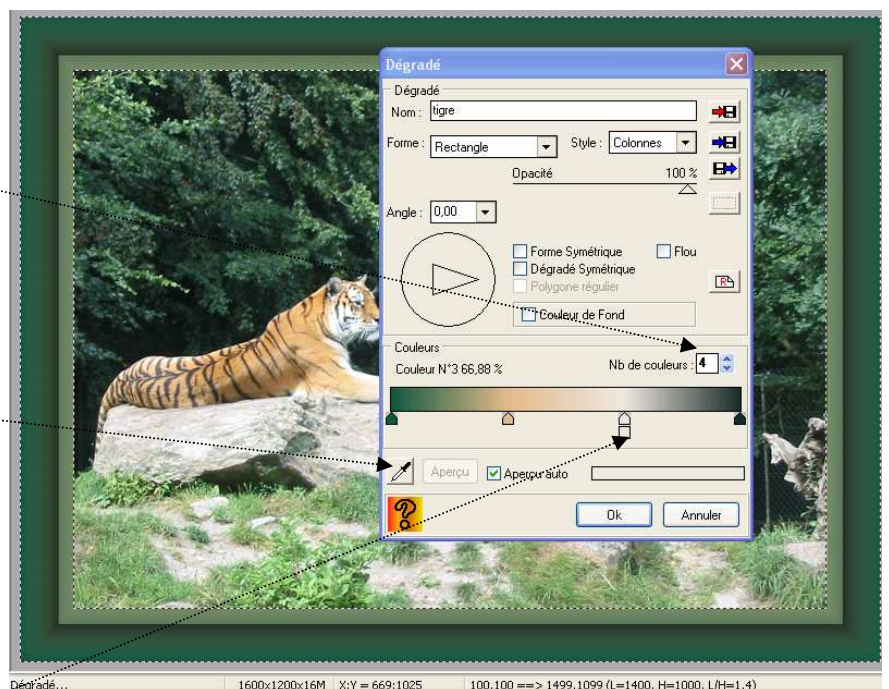 Dégradé
Dégradé
Nom : tigre
Forme : Rectangle Style : Colonnes
Opacité 100 %
Angle : 0,00
Forme Symétrique Flou
Dégradé Symétrique
Polygone régulier
Couleur de Fond
Couleurs
Couleur N°3 66,88 % Nb de couleurs : 4
Aperçu Aperçu auto
? Ok Annuler
Dégradé... 1600x1200x16M X:Y = 669:1025 100,100 ==> 1499,1099 (L=1400, H=1000, L/H=1.4)